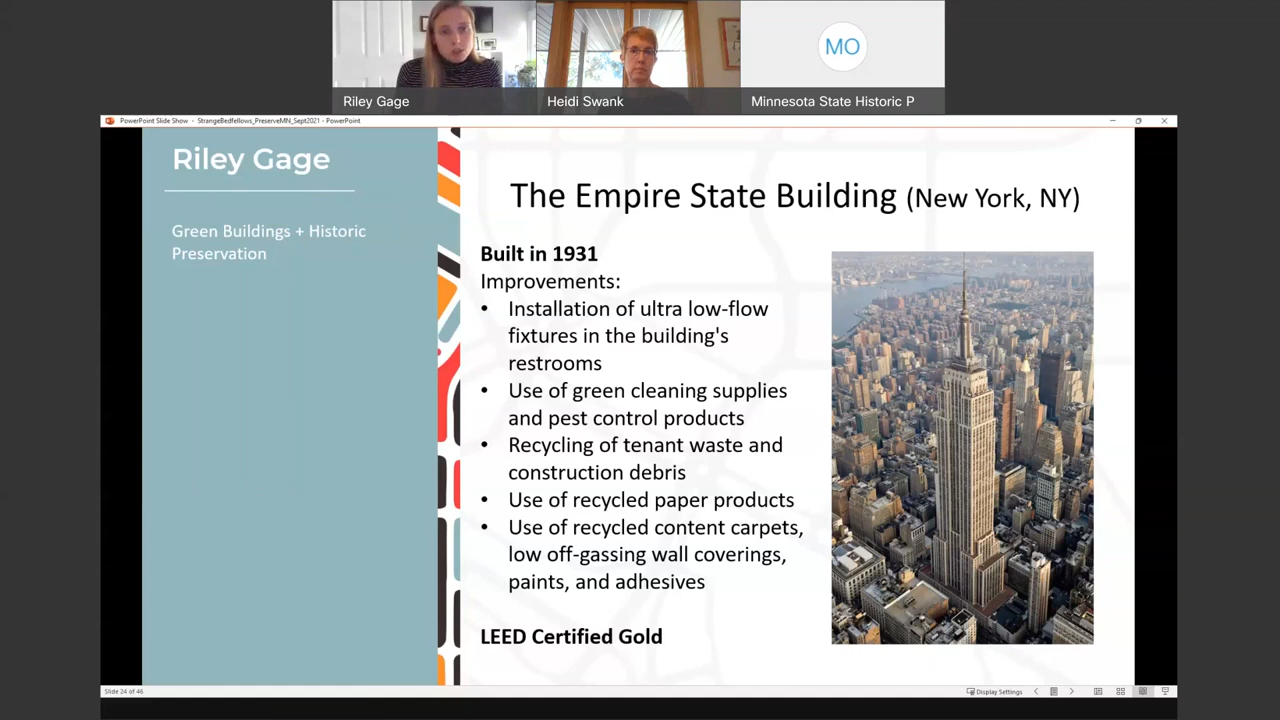 MO
Riley Gage
Heidi Swank
Minnesota State Historic P
PowerPoint Slide Show - StrangeBedfellows_PreserveMN_Sept2021 - PowerPoint
Riley Gage
Green Buildings + Historic
Preservation
The Empire State Building (New York, NY)
Built in 1931
Improvements:
• Installation of ultra low-flow
fixtures in the building's
restrooms
• Use of green cleaning supplies
and pest control products
• Recycling of tenant waste and
construction debris
• Use of recycled paper products
• Use of recycled content carpets,
low off-gassing wall coverings,
paints, and adhesives
LEED Certified Gold
Slide 24 of 46
Display Settings